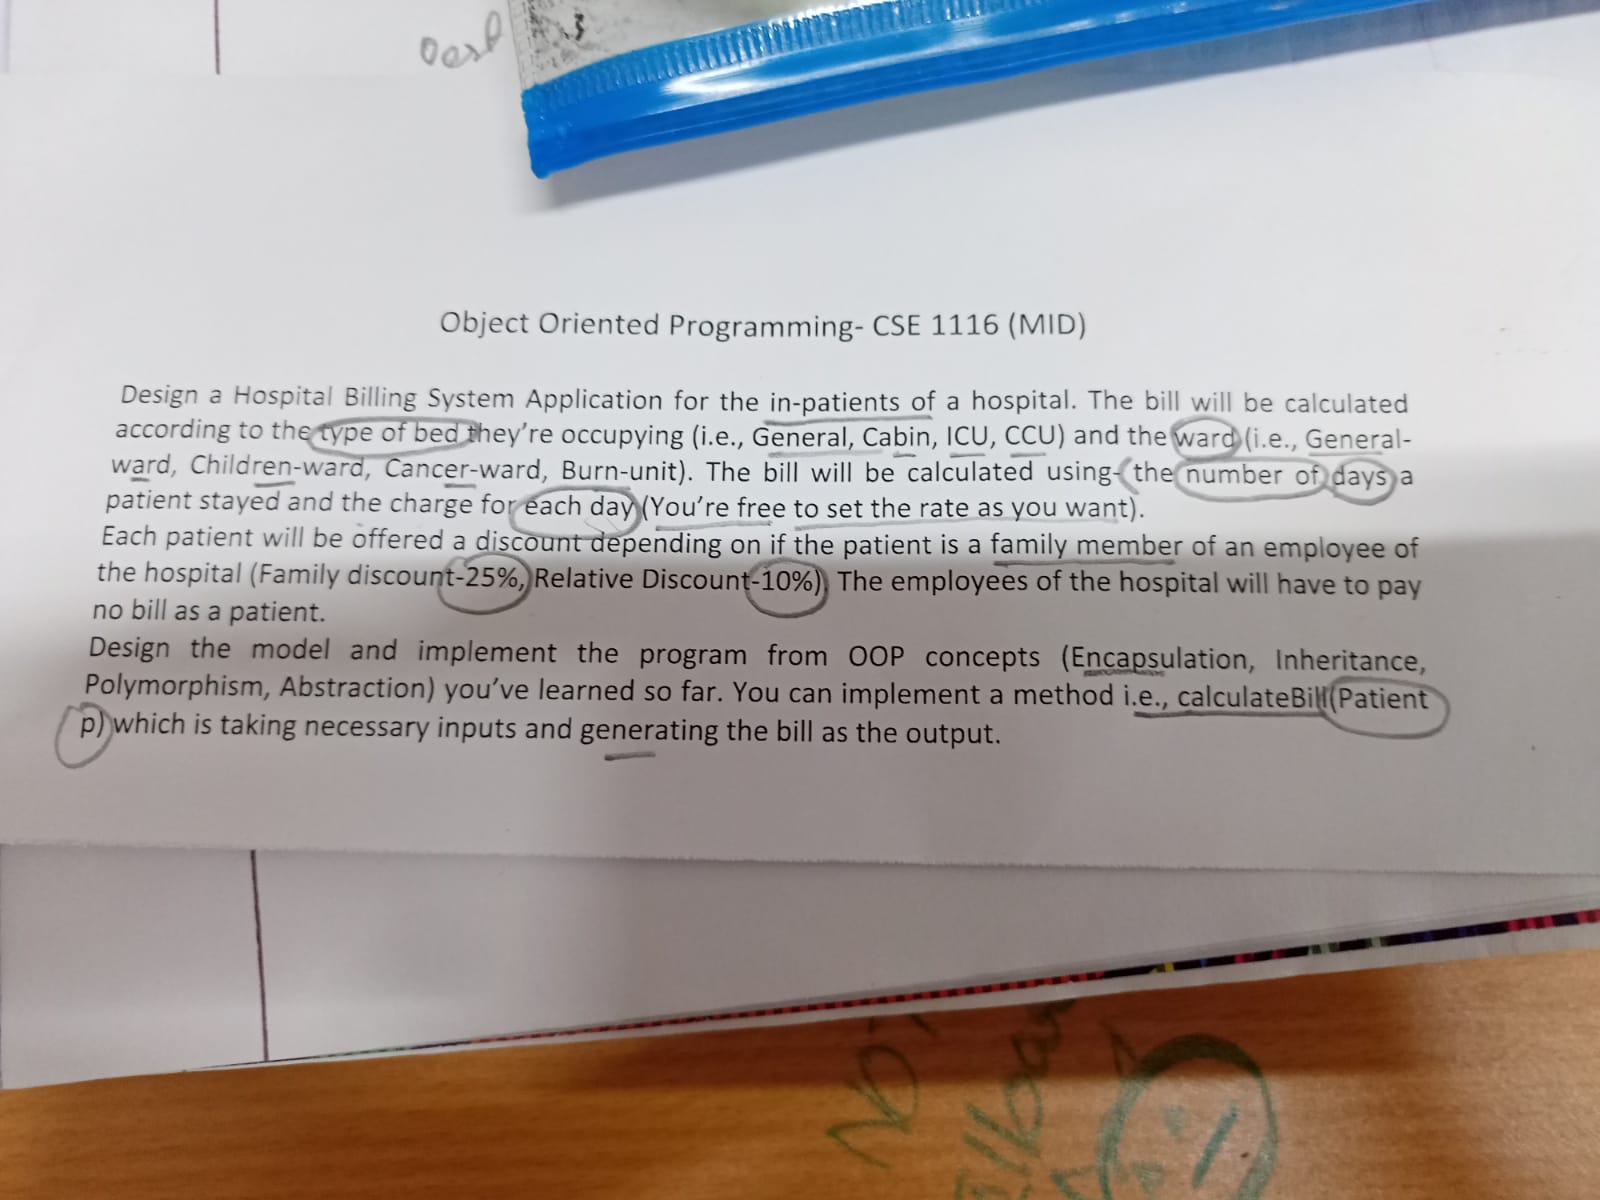 Object Oriented Programming- CSE 1116 (MID)
Design a Hospital Billing System Application for the in-patients of a hospital. The bill will be calculated
according to the type of bed they're occupying (i.e., General, Cabin, ICU, CCU) and the ward (i.e., General-
ward, Children-ward, Cancer-ward, Burn-unit). The bill will be calculated using- the number of days a
patient stayed and the charge for each day (You're free to set the rate as you want).
Each patient will be offered a discount depending on if the patient is a family member of an employee of
the hospital (Family discount-25%, Relative Discount-10%). The employees of the hospital will have to pay
no bill as a patient.
Design the model and implement the program from OOP concepts (Encapsulation, Inheritance,
Polymorphism, Abstraction) you've learned so far. You can implement a method i.e., calculateBill(Patient
p) which is taking necessary inputs and generating the bill as the output.